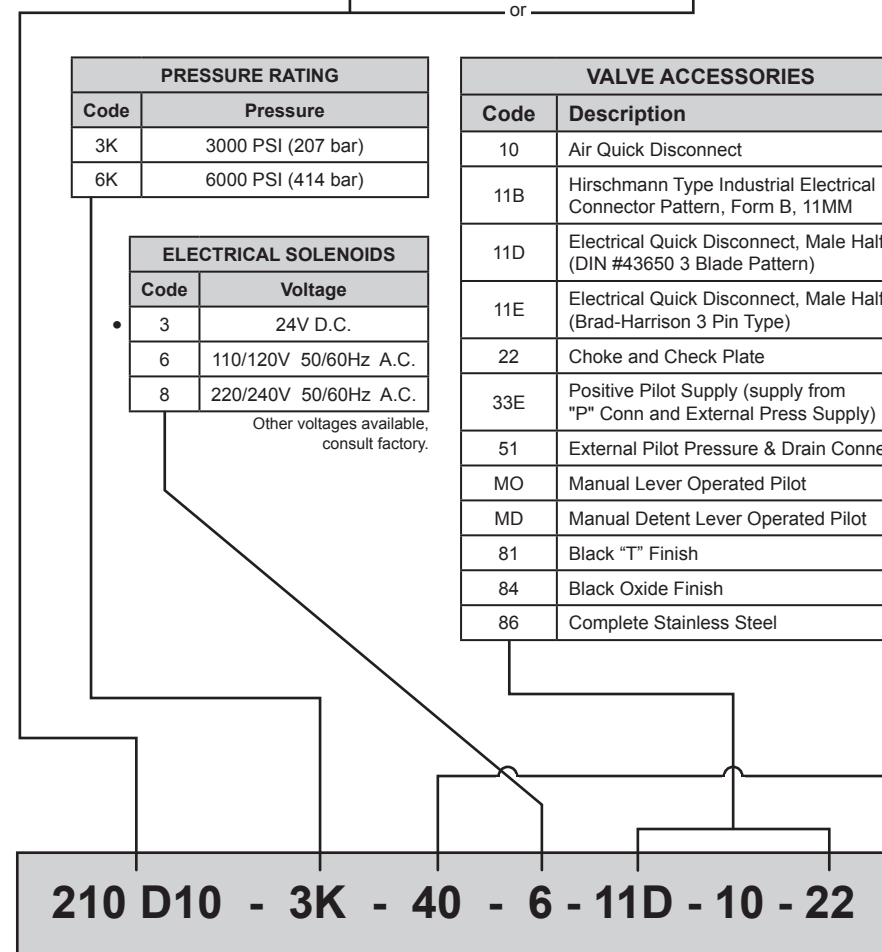 or
PRESSURE RATING
Code Pressure
3K 3000 PSI (207 bar)
6K 6000 PSI (414 bar)
ELECTRICAL SOLENOIDS
Code Voltage
• 3 24V D.C.
6 110/120V 50/60Hz A.C.
8 220/240V 50/60Hz A.C.
Other voltages available,
consult factory.
VALVE ACCESSORIES
Code Description
10 Air Quick Disconnect
11B Hirschmann Type Industrial Electrical
Connector Pattern, Form B, 11MM
11D Electrical Quick Disconnect, Male Half
(DIN #43650 3 Blade Pattern)
11E Electrical Quick Disconnect, Male Half
(Brad-Harrison 3 Pin Type)
22 Choke and Check Plate
33E Positive Pilot Supply (supply from
"P" Conn and External Press Supply)
51 External Pilot Pressure & Drain Conne
MO Manual Lever Operated Pilot
MD Manual Detent Lever Operated Pilot
81 Black “T” Finish
84 Black Oxide Finish
86 Complete Stainless Steel
210 D10 - 3K - 40 - 6 - 11D - 10 - 22